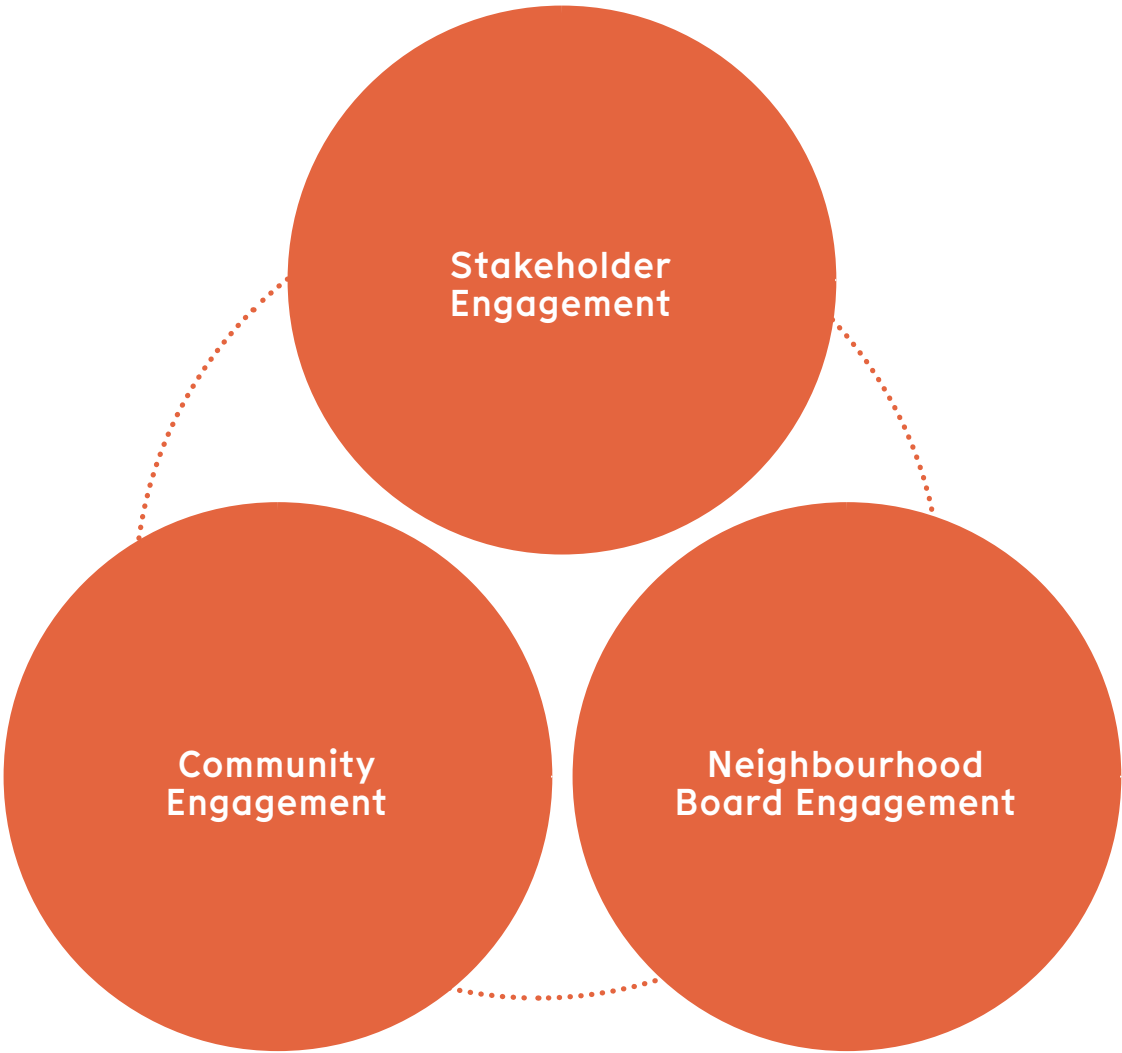 Stakeholder
Engagement
Community
Engagement
Neighbourhood
Board Engagement